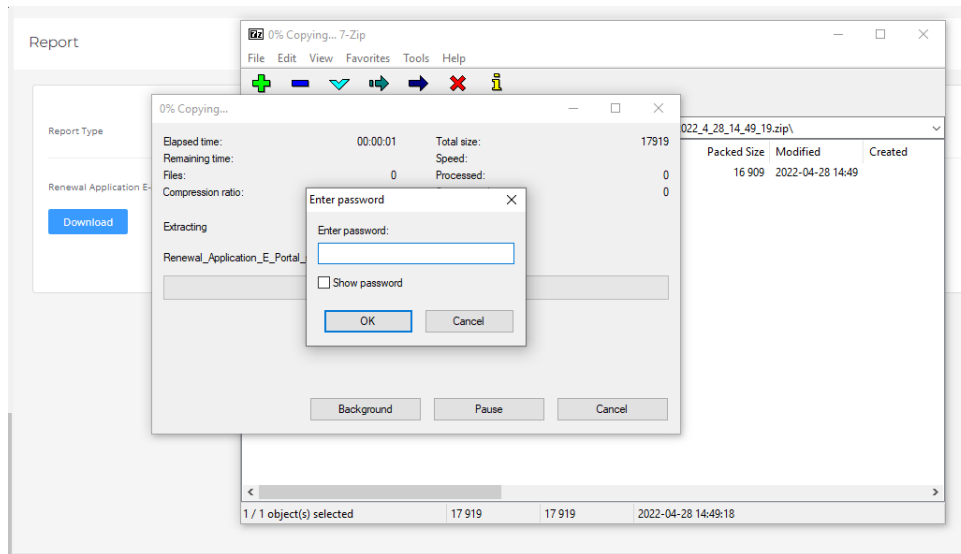 Report
Report Type
Renewal Application E-
Download
7z 0% Copying... 7-Zip
File Edit View Favorites Tools Help
022_4_28_14_49_19.zip\
Packed Size Modified Created
16 909 2022-04-28 14:49
0% Copying...
Elapsed time: 00:00:01 Total size: 17919
Remaining time: Speed:
Files: 0 Processed: 0
Compression ratio: 0
Extracting
Renewal_Application_E_Portal_
Enter password
Enter password:
Show password
OK Cancel
Background Pause Cancel
1 / 1 object(s) selected 17 919 17 919 2022-04-28 14:49:18